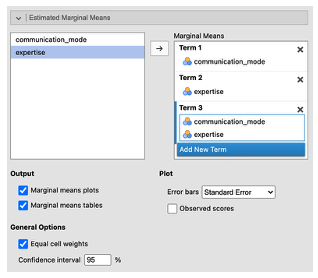 Estimated Marginal Means
Marginal Means
communication_mode
expertise
Term 1
communication_mode
Term 2
expertise
Term 3
communication_mode
expertise
Add New Term
Output
Marginal means plots
Marginal means tables
Plot
Error bars Standard Error
Observed scores
General Options
Equal cell weights
Confidence interval 95 %